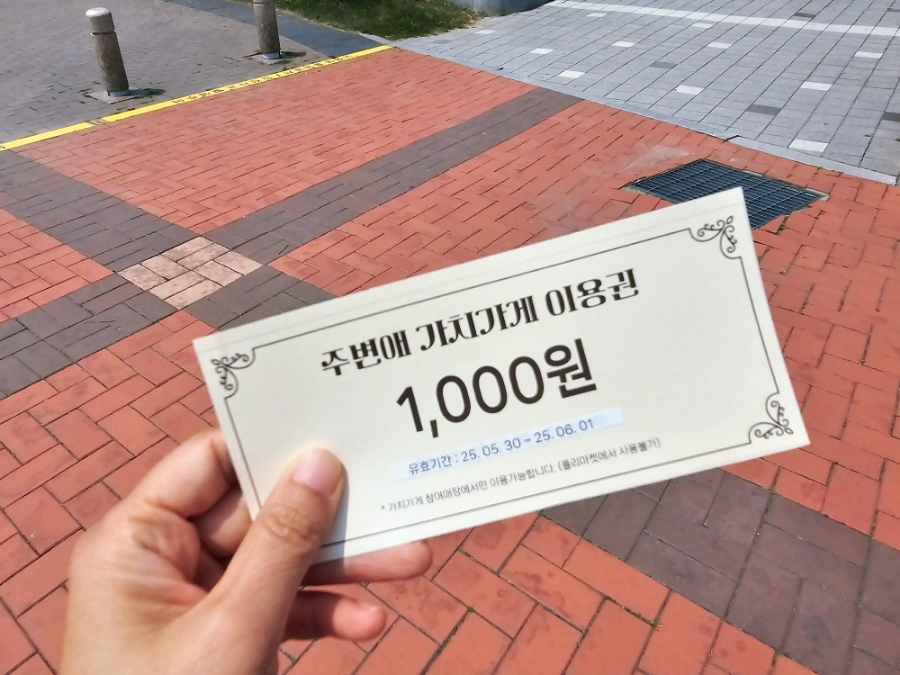 주변애 가치가게 이용권
1,000원
유효기간 : 25. 05. 30 ~ 25. 06. 01
* 가치가게 참여매장에서만 이용가능합니다. (플리마켓에서 사용불가)